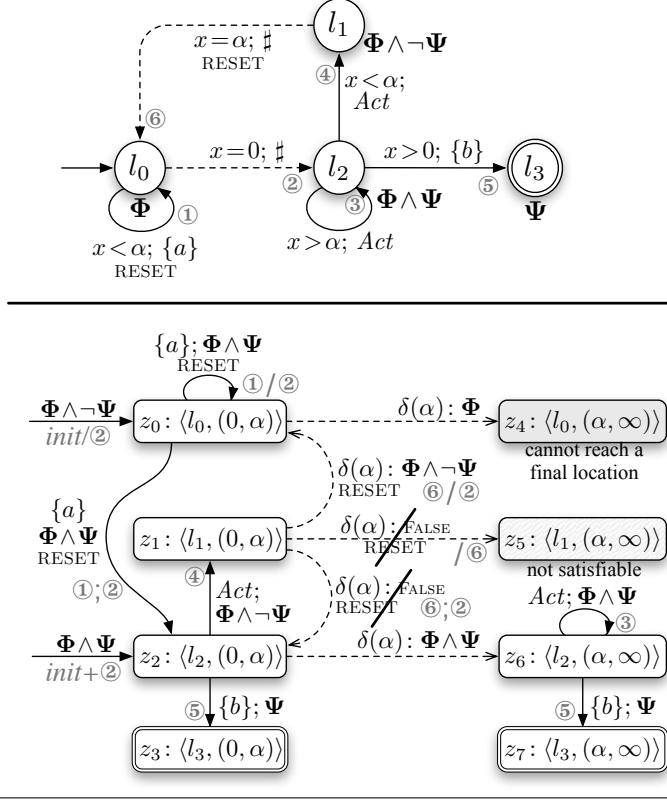 l₁
x=α; ♯
RESET
Φ∧¬Ψ
④
x<α;
Act
⑥
l₀
x=0; ♯
②
l₂
x>0; {b}
⑤
l₃
Φ
①
③
Φ∧Ψ
Ψ
x<α; {a}
RESET
x>α; Act
{a}; Φ∧Ψ
RESET
①/②
Φ∧¬Ψ
init/②
z₀: ⟨l₀, (0, α)⟩
δ(α): Φ
z₄: ⟨l₀, (α, ∞)⟩
cannot reach a
final location
{a}
Φ∧Ψ
RESET
①;②
δ(α): Φ∧¬Ψ
RESET
⑥/②
z₁: ⟨l₁, (0, α)⟩
δ(α): FALSE
RESET
/⑥
z₅: ⟨l₁, (α, ∞)⟩
not satisfiable
④
Act;
Φ∧¬Ψ
δ(α): FALSE
RESET
⑥;②
Act; Φ∧Ψ
③
Φ∧Ψ
init+②
z₂: ⟨l₂, (0, α)⟩
δ(α): Φ∧Ψ
z₆: ⟨l₂, (α, ∞)⟩
⑤
{b}; Ψ
⑤
{b}; Ψ
z₃: ⟨l₃, (0, α)⟩
z₇: ⟨l₃, (α, ∞)⟩